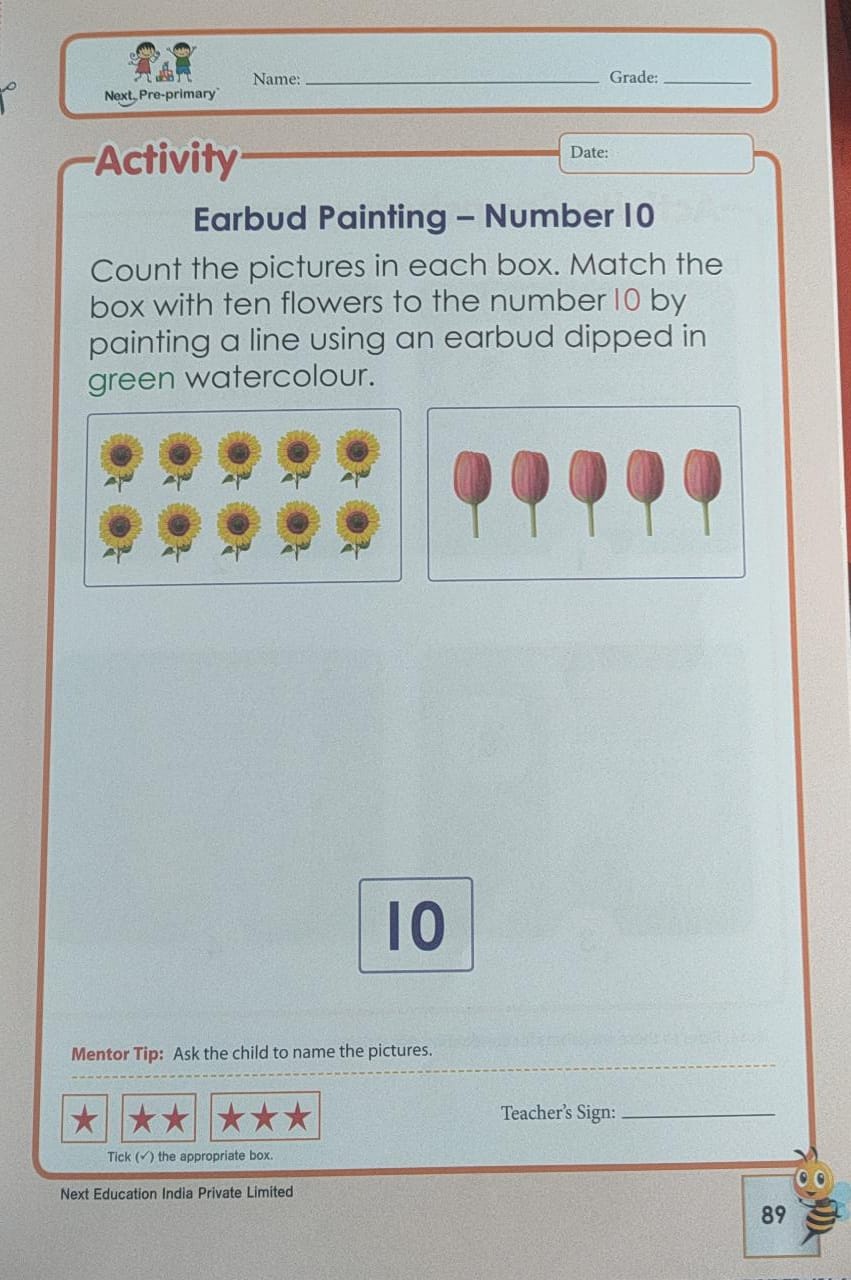 Next Pre-primary
Name:
Grade:
Activity
Date:
Earbud Painting – Number 10
Count the pictures in each box. Match the
box with ten flowers to the number 10 by
painting a line using an earbud dipped in
green watercolour.
10
Mentor Tip: Ask the child to name the pictures.
Teacher's Sign:
Tick (✓) the appropriate box.
Next Education India Private Limited
89